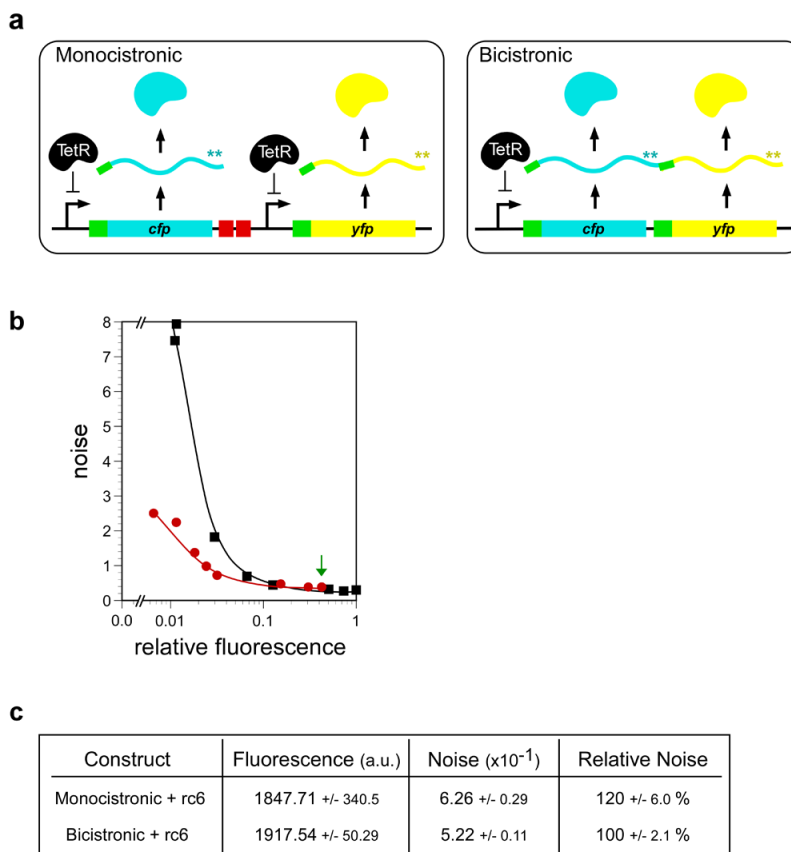 a
Monocistronic
TetR
**
TetR
**
cfp
yfp
Bicistronic
TetR
**
**
cfp
yfp
b
8
7
6
5
4
3
2
1
0
noise
0.0
0.01
0.1
1
relative fluorescence
c
Construct Fluorescence (a.u.) Noise (x10⁻¹) Relative Noise
Monocistronic + rc6 1847.71 +/- 340.5 6.26 +/- 0.29 120 +/- 6.0 %
Bicistronic + rc6 1917.54 +/- 50.29 5.22 +/- 0.11 100 +/- 2.1 %